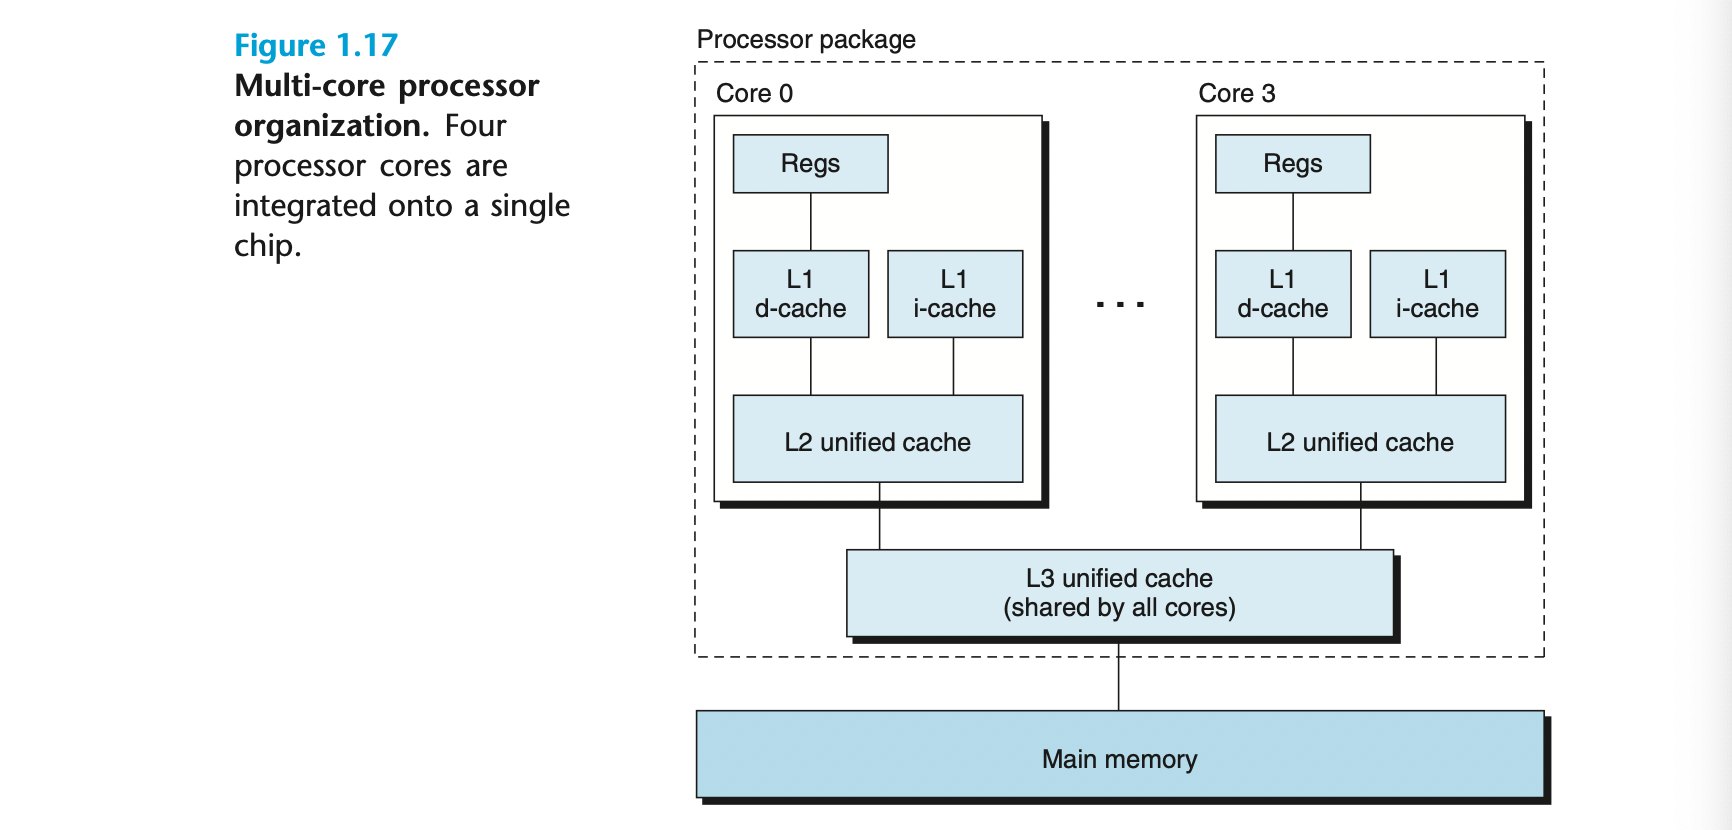 Figure 1.17
Multi-core processor
organization. Four
processor cores are
integrated onto a single
chip.
Processor package
Core 0
Regs
L1
d-cache
L1
i-cache
L2 unified cache
. . .
Core 3
Regs
L1
d-cache
L1
i-cache
L2 unified cache
L3 unified cache
(shared by all cores)
Main memory